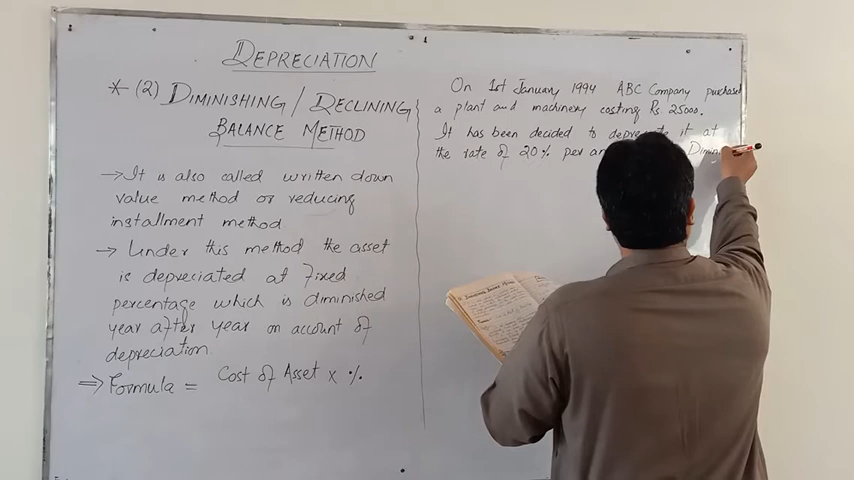 DEPRECIATION
* (2) DIMINISHING / DECLINING
BALANCE METHOD
→ It is also called written down
value method or reducing
installment method
→ Under this method the asset
is depreciated at fixed
percentage which is diminished
year after year on account of
depreciation.
⇒ Formula = Cost of Asset x %
On 1st January 1994 ABC Company purchased
a plant and machinery costing Rs 25000.
It has been decided to depreciate it at
the rate of 20% per an Dimin